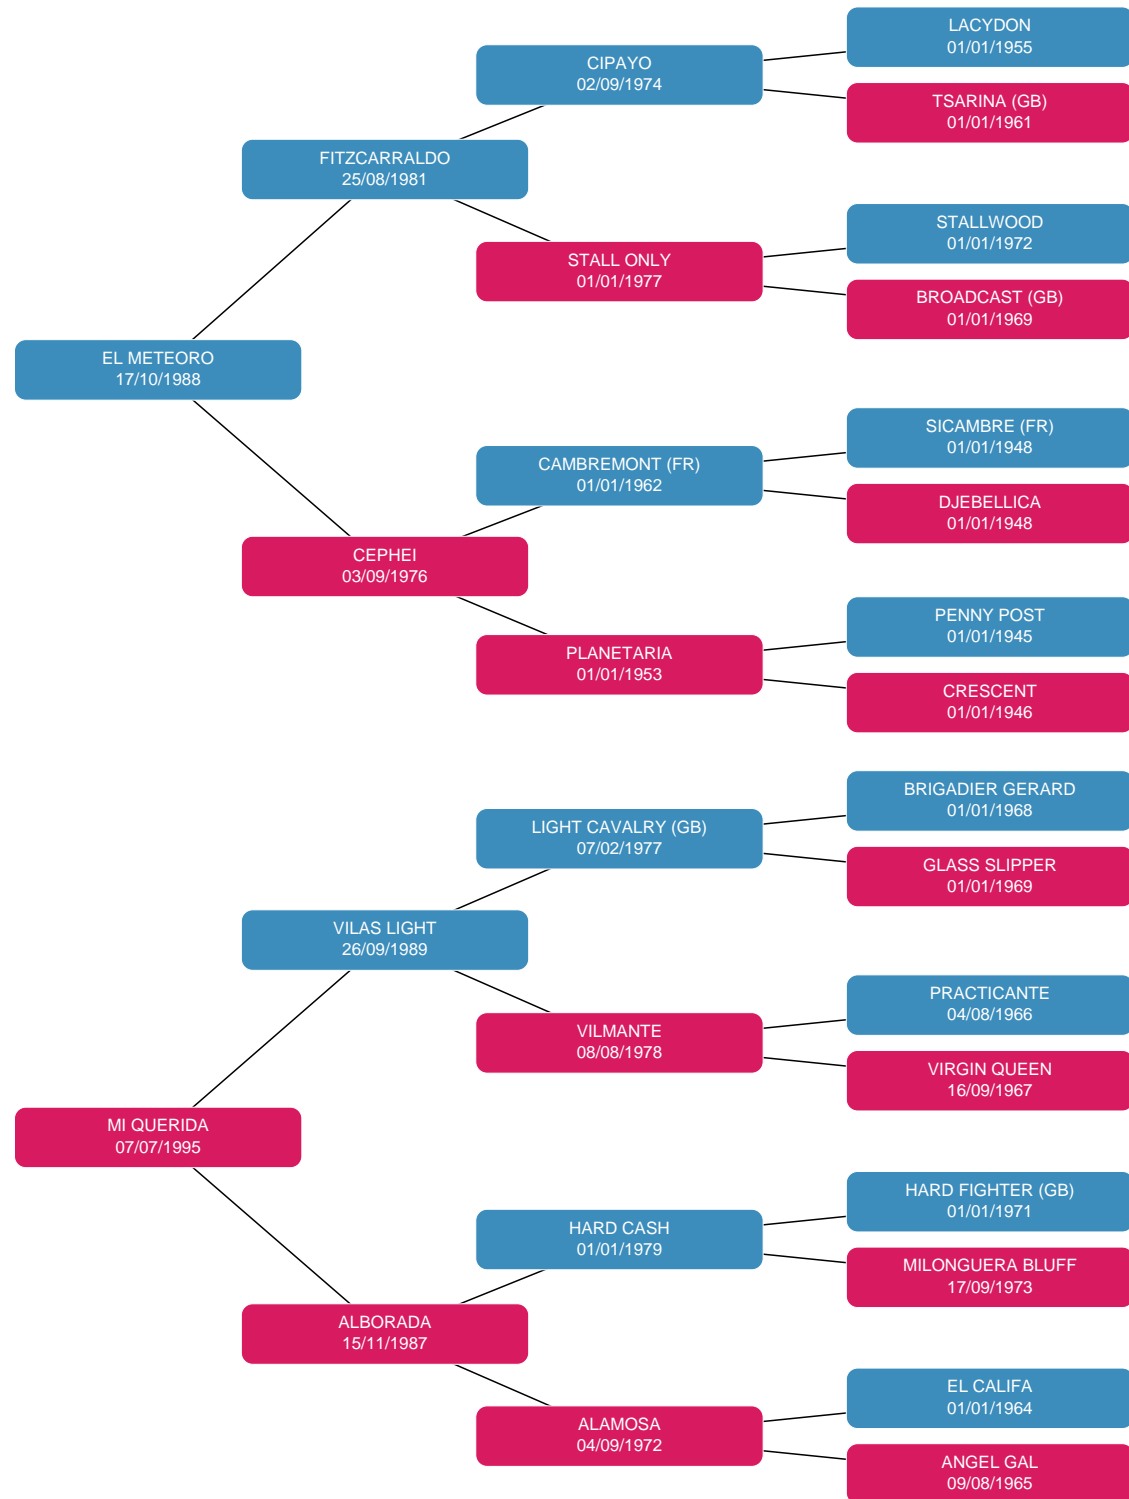 LACYDON
01/01/1955
CIPAYO
02/09/1974
TSARINA (GB)
01/01/1961
FITZCARRALDO
25/08/1981
STALLWOOD
01/01/1972
STALL ONLY
01/01/1977
BROADCAST (GB)
01/01/1969
EL METEORO
17/10/1988
SICAMBRE (FR)
01/01/1948
CAMBREMONT (FR)
01/01/1962
DJEBELLICA
01/01/1948
CEPHEI
03/09/1976
PENNY POST
01/01/1945
PLANETARIA
01/01/1953
CRESCENT
01/01/1946
BRIGADIER GERARD
01/01/1968
LIGHT CAVALRY (GB)
07/02/1977
GLASS SLIPPER
01/01/1969
VILAS LIGHT
26/09/1989
PRACTICANTE
04/08/1966
VILMANTE
08/08/1978
VIRGIN QUEEN
16/09/1967
MI QUERIDA
07/07/1995
HARD FIGHTER (GB)
01/01/1971
HARD CASH
01/01/1979
MILONGUERA BLUFF
17/09/1973
ALBORADA
15/11/1987
EL CALIFA
01/01/1964
ALAMOSA
04/09/1972
ANGEL GAL
09/08/1965